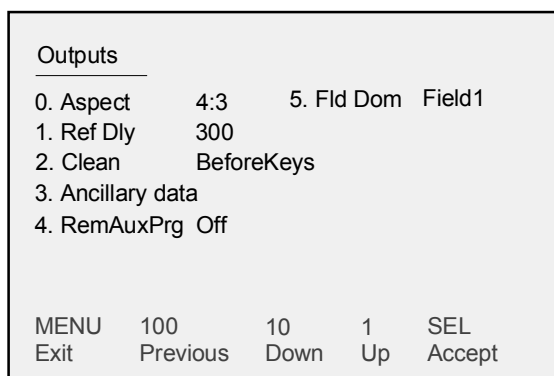 Outputs
0. Aspect 4:3 5. Fld Dom Field1
1. Ref Dly 300
2. Clean BeforeKeys
3. Ancillary data
4. RemAuxPrg Off
MENU 100 10 1 SEL
Exit Previous Down Up Accept